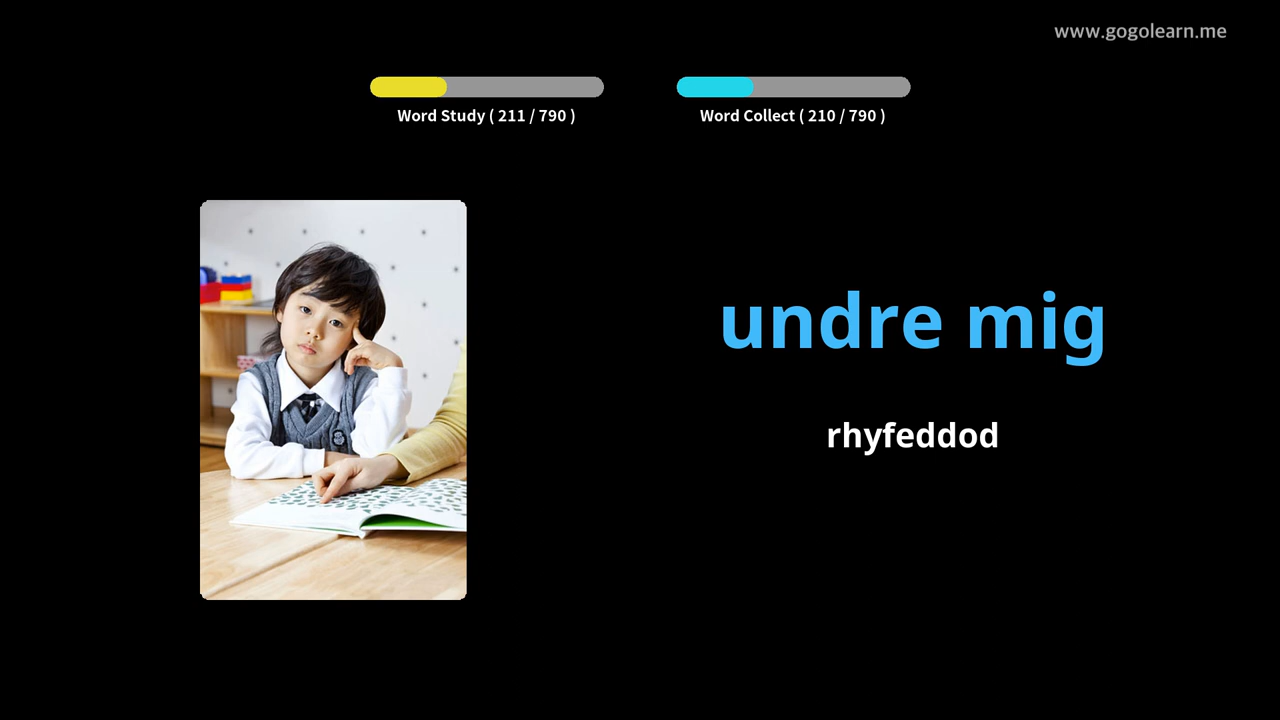 www.gogolearn.me
Word Study ( 211 / 790 )
Word Collect ( 210 / 790 )
undre mig
rhyfeddod